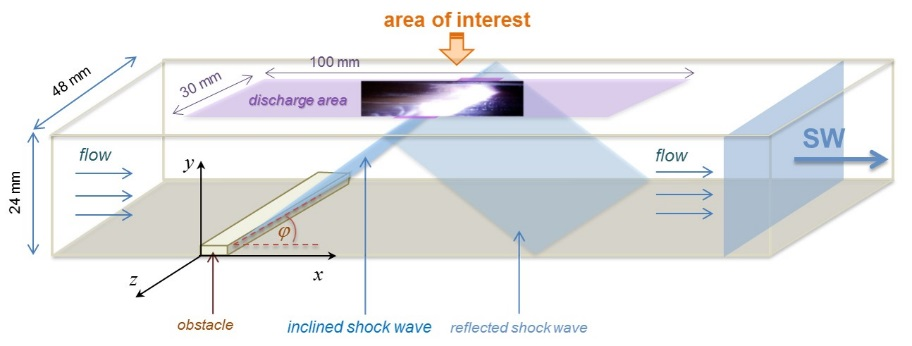 area of interest
100 mm
48 mm
30 mm
discharge area
flow
flow
SW
24 mm
y
φ
x
z
obstacle
inclined shock wave
reflected shock wave